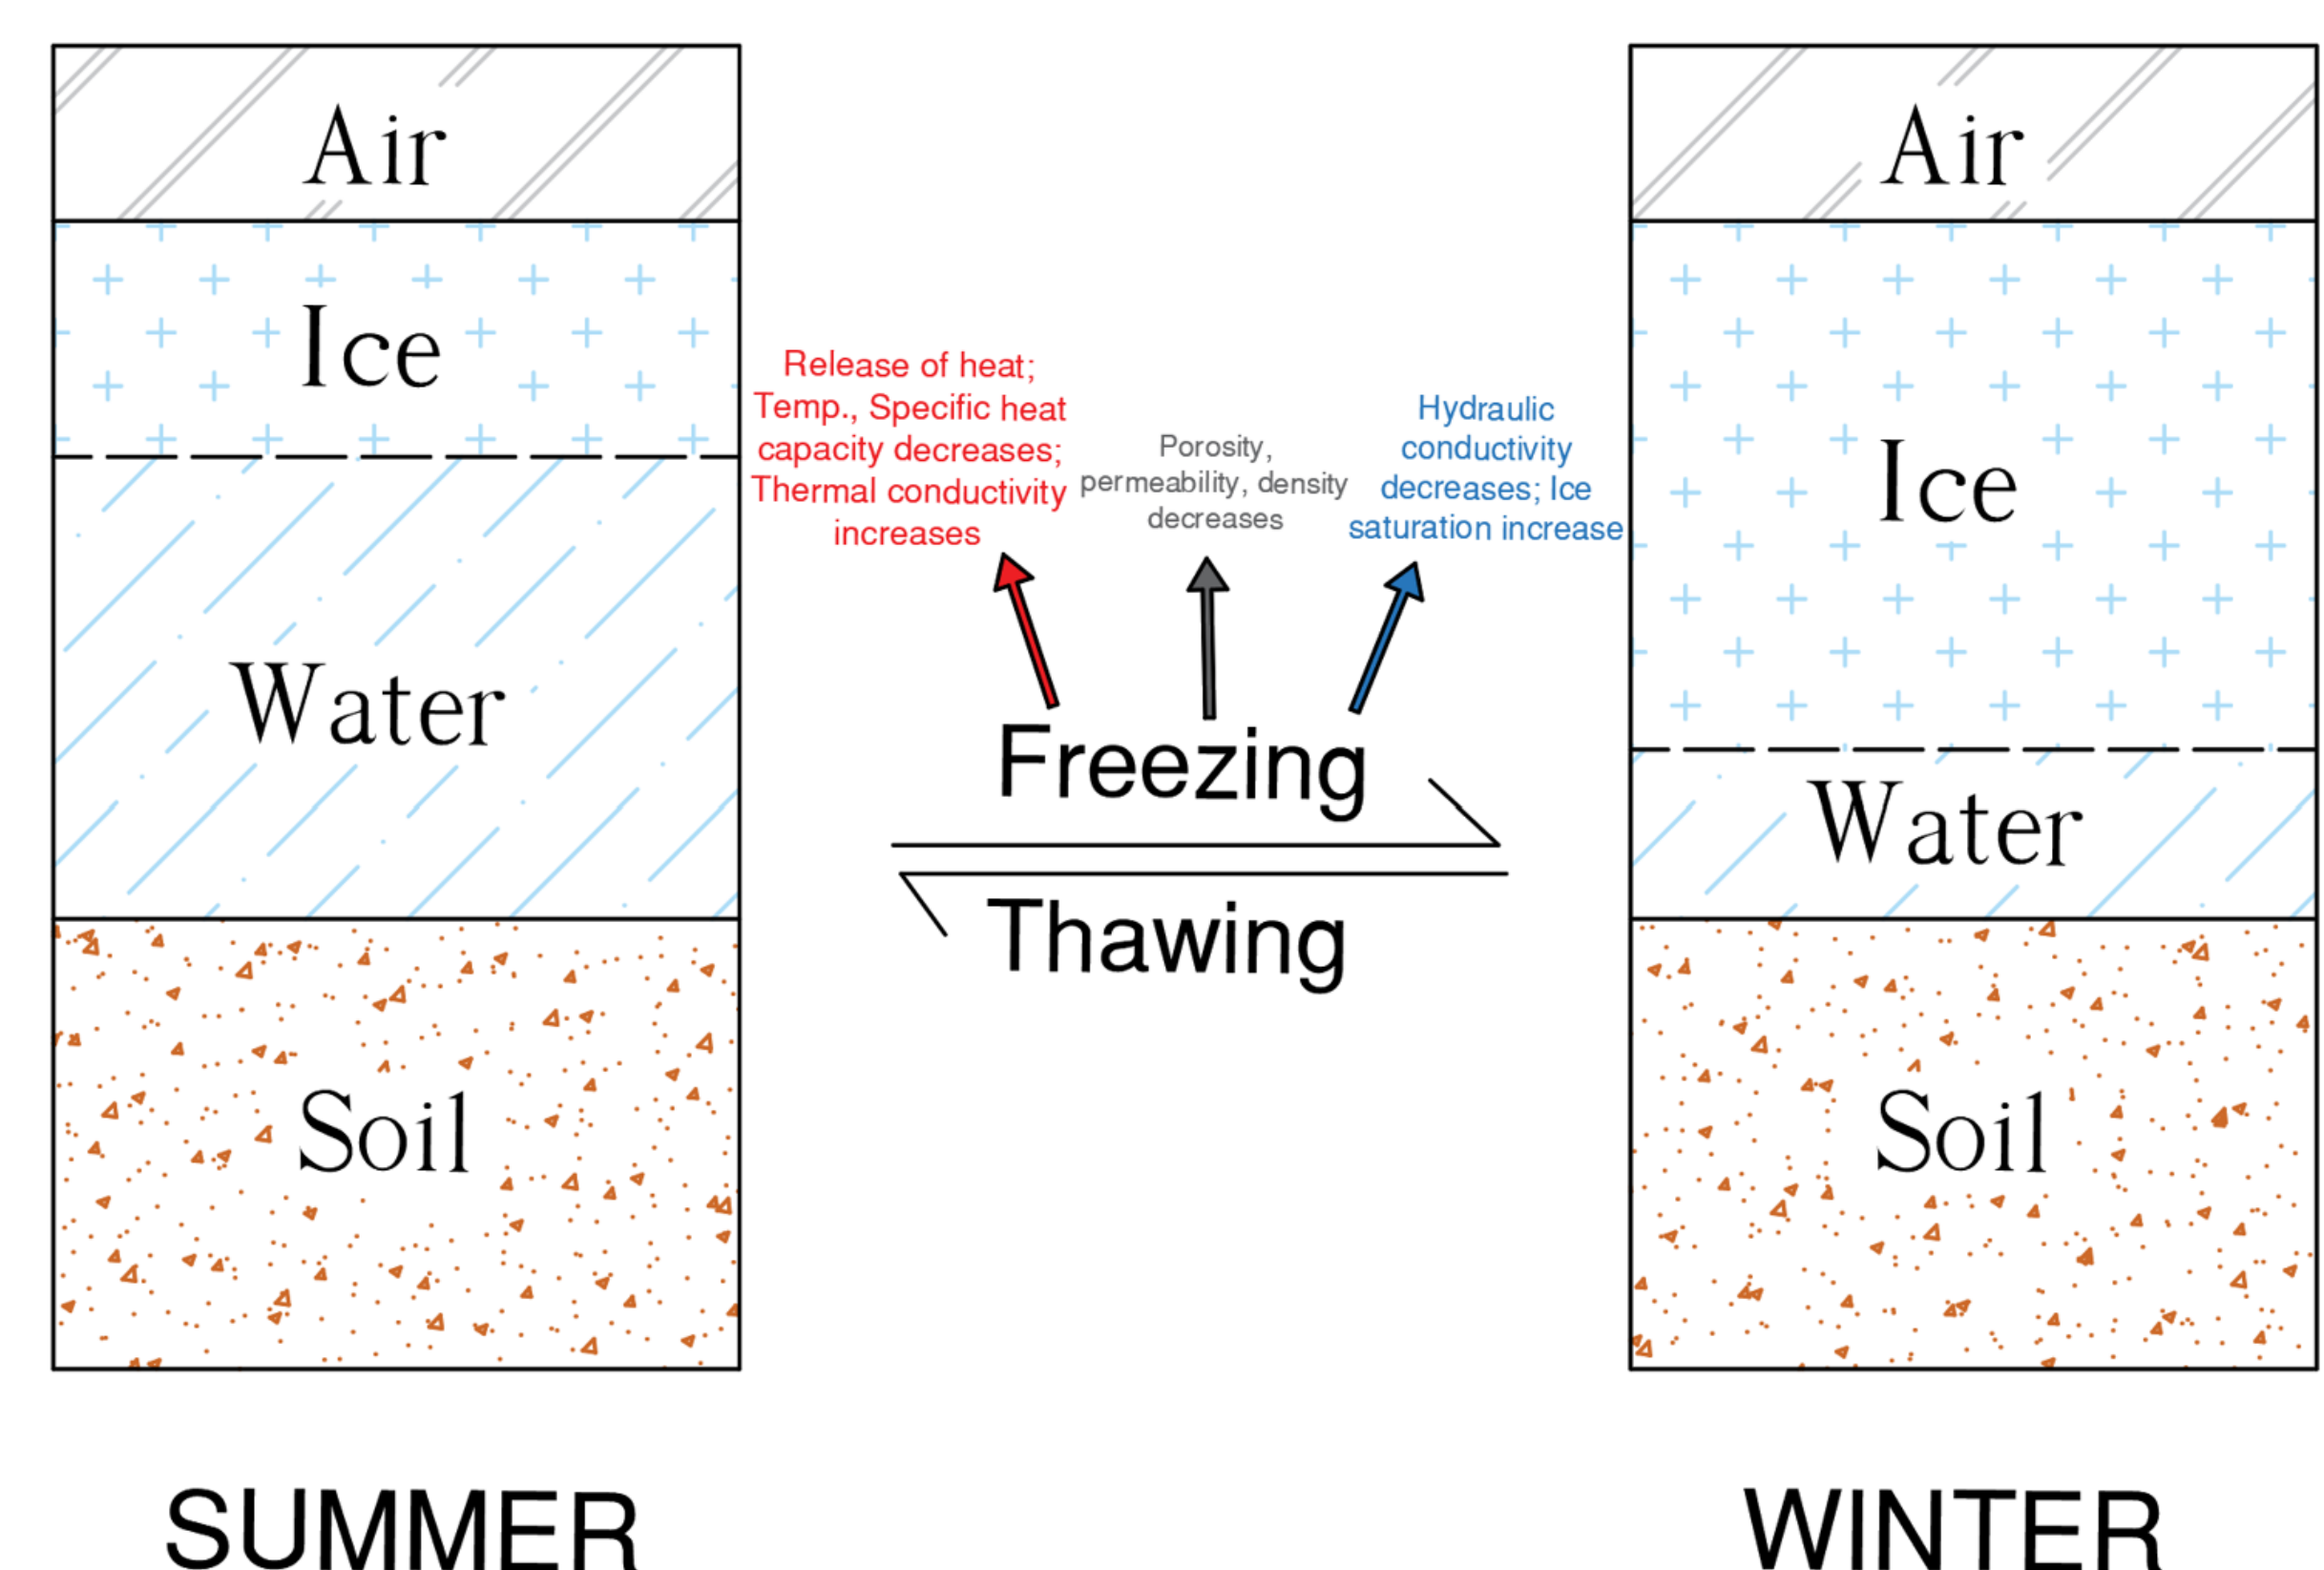 Air
Ice
Water
Soil
SUMMER
Release of heat;
Temp., Specific heat
capacity decreases;
Thermal conductivity
increases
Porosity,
permeability, density
decreases
Hydraulic
conductivity
decreases; Ice
saturation increase
Freezing
Thawing
Air
Ice
Water
Soil
WINTER